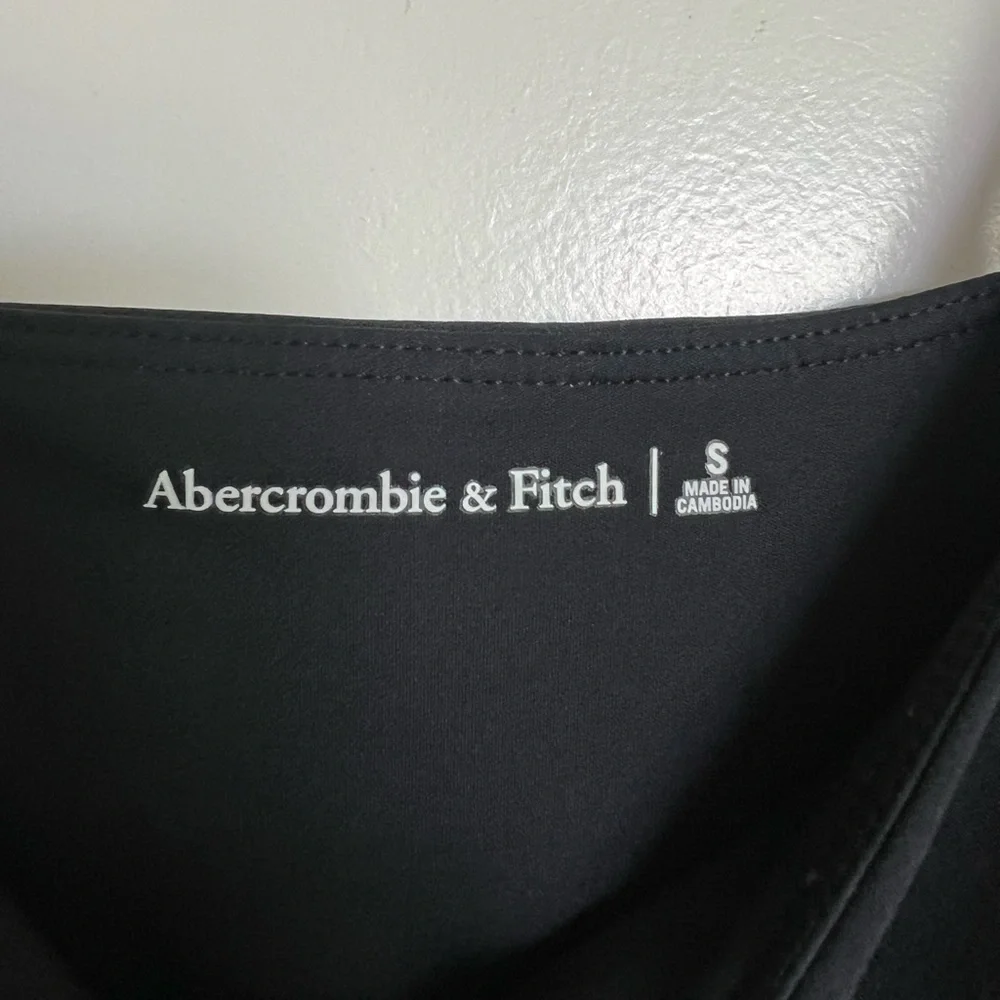 Abercrombie & Fitch | S
MADE IN
CAMBODIA